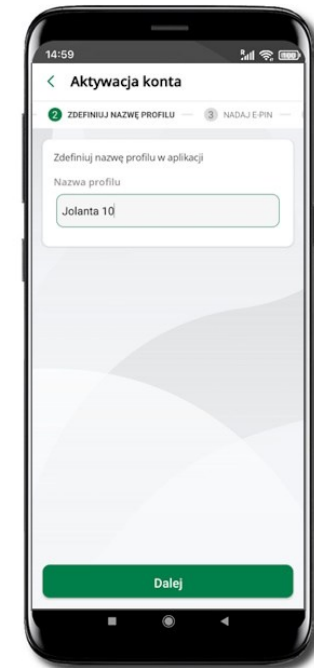 14:59
Aktywacja konta
2 ZDEFINIUJ NAZWĘ PROFILU 3 NADAJ E-PIN
Zdefiniuj nazwę profilu w aplikacji
Nazwa profilu
Jolanta 10
Dalej